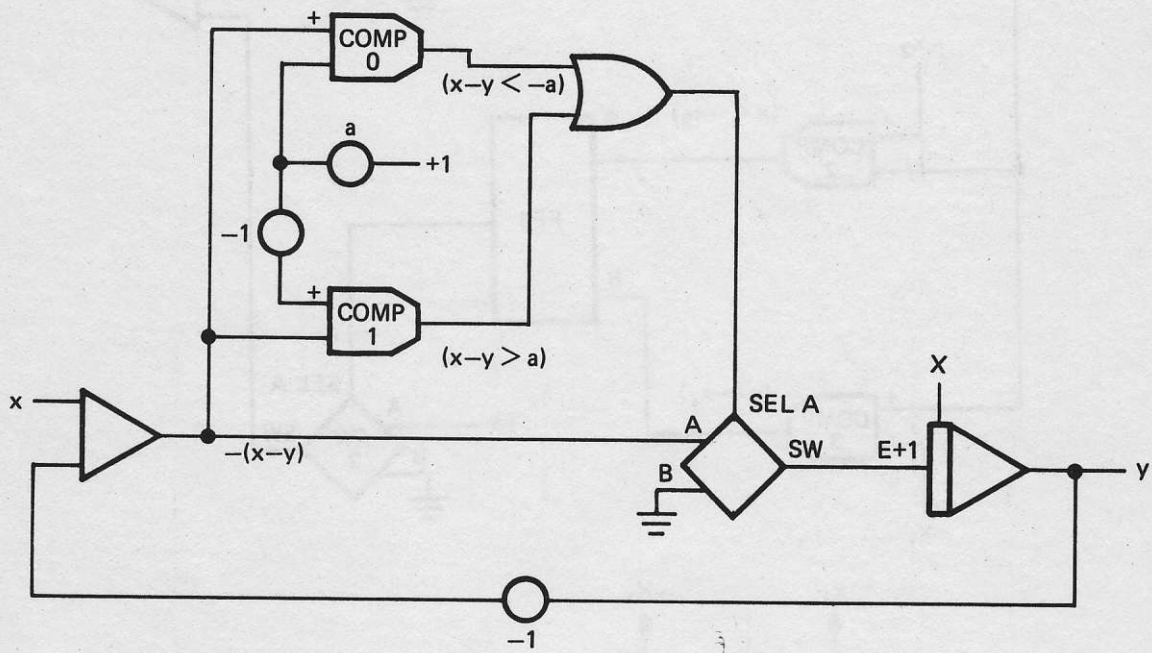 +
COMP
0
(x–y < –a)
a
+1
–1
+
COMP
1
(x–y > a)
x
–(x–y)
A
SEL A
B
SW
E+1
X
y
–1